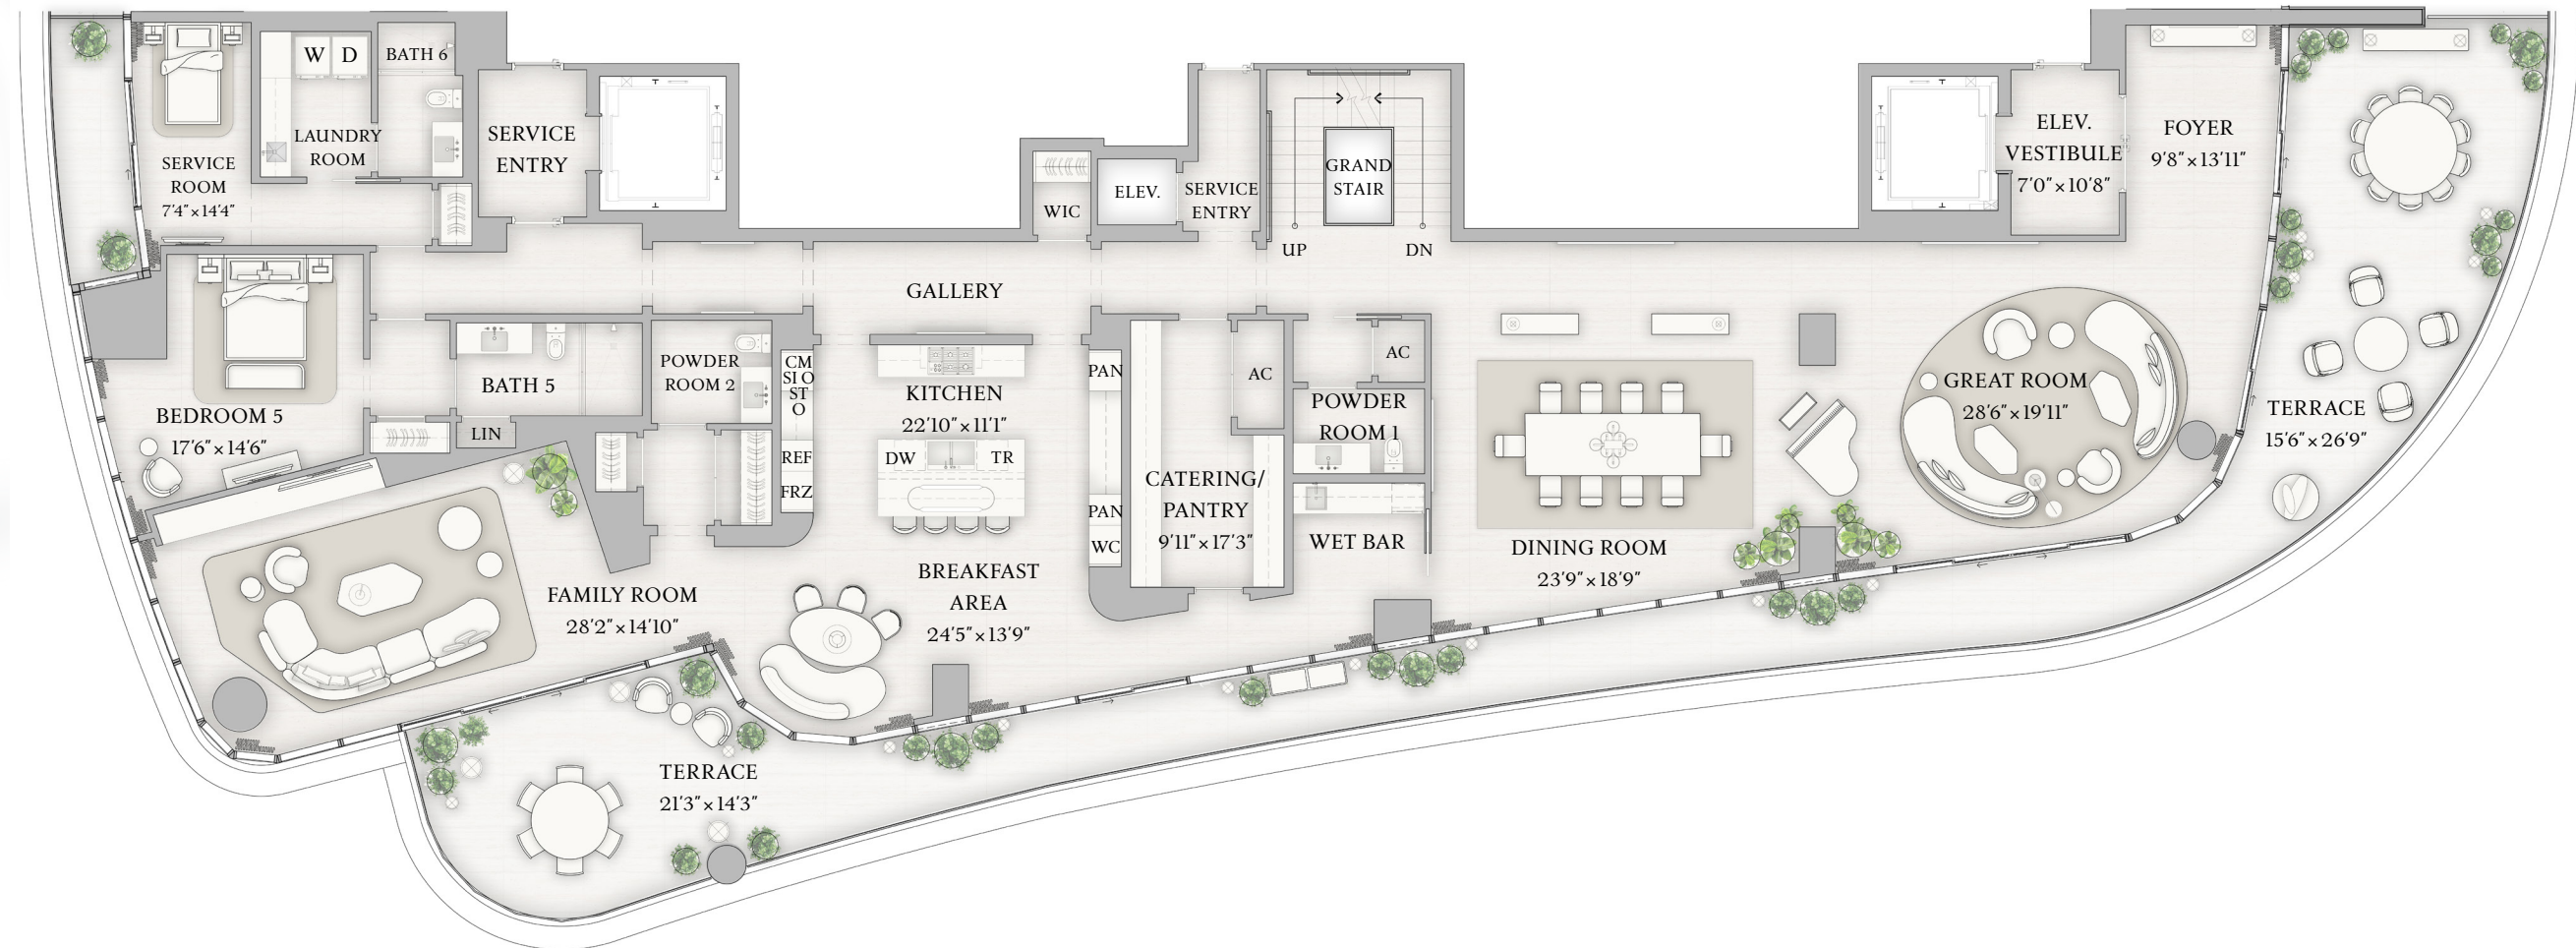 W D
BATH 6
LAUNDRY
ROOM
SERVICE
ROOM
7'4"×14'4"
SERVICE
ENTRY
WIC
ELEV.
SERVICE
ENTRY
GRAND
STAIR
UP
DN
ELEV.
VESTIBULE
7'0"×10'8"
FOYER
9'8"×13'11"
GALLERY
BEDROOM 5
17'6"×14'6"
BATH 5
LIN
POWDER
ROOM 2
CM
SI O
ST
O
REF
FRZ
KITCHEN
22'10"×11'1"
DW
TR
PAN
PAN
WC
CATERING/
PANTRY
9'11"×17'3"
AC
AC
POWDER
ROOM 1
WET BAR
DINING ROOM
23'9"×18'9"
GREAT ROOM
28'6"×19'11"
TERRACE
15'6"×26'9"
FAMILY ROOM
28'2"×14'10"
BREAKFAST
AREA
24'5"×13'9"
TERRACE
21'3"×14'3"